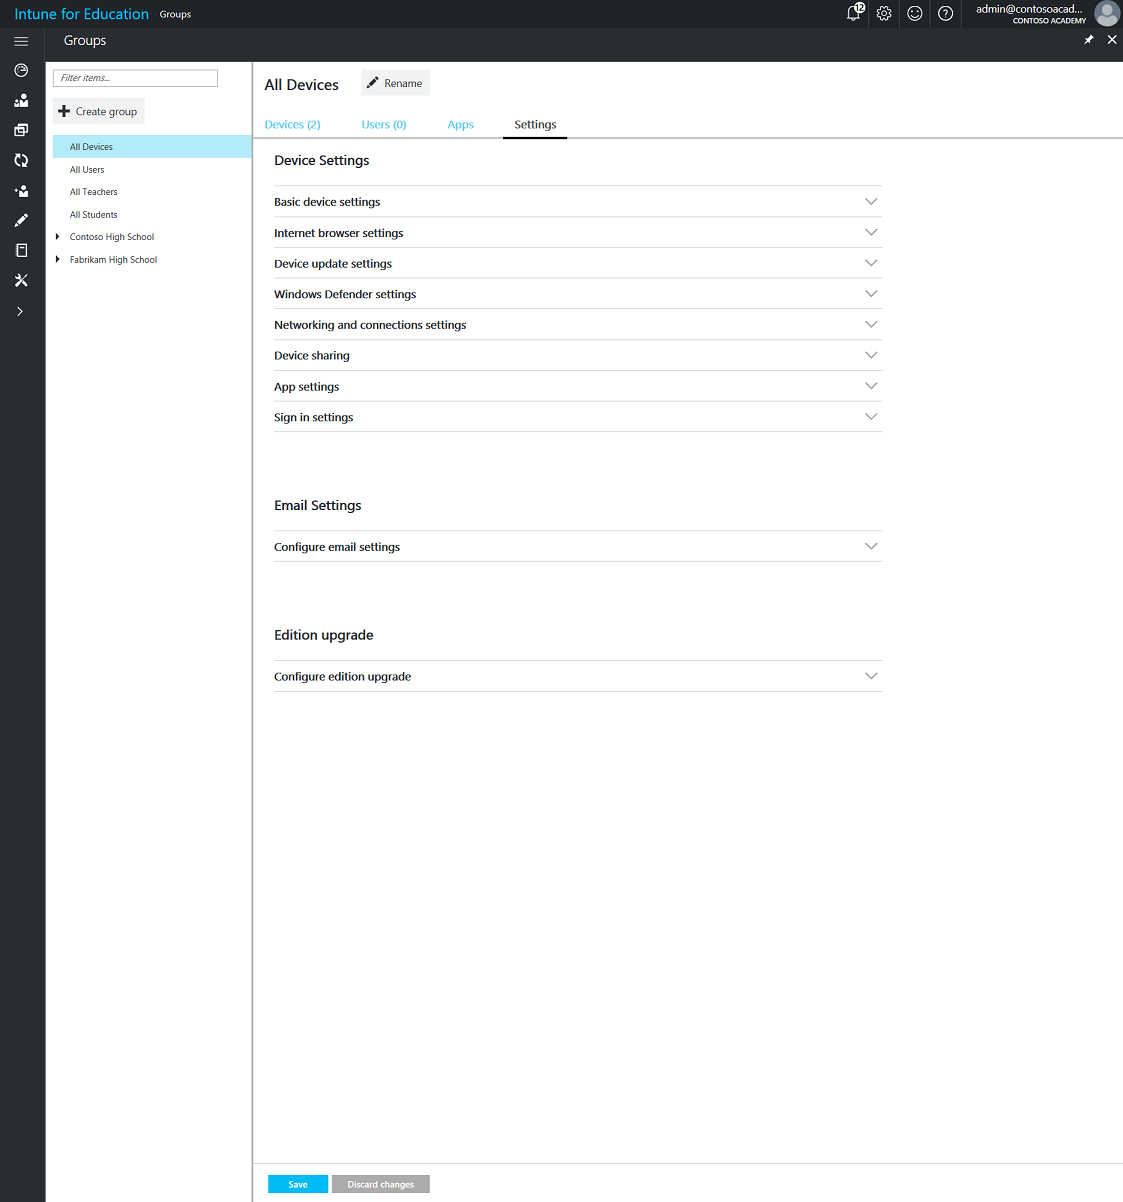 Intune for Education Groups
12
admin@contosoacad...
CONTOSO ACADEMY
Groups
Filter items...
Create group
All Devices
All Users
All Teachers
All Students
Contoso High School
Fabrikam High School
All Devices
Rename
Devices (2) Users (0) Apps Settings
Device Settings
Basic device settings
Internet browser settings
Device update settings
Windows Defender settings
Networking and connections settings
Device sharing
App settings
Sign in settings
Email Settings
Configure email settings
Edition upgrade
Configure edition upgrade
Save Discard changes